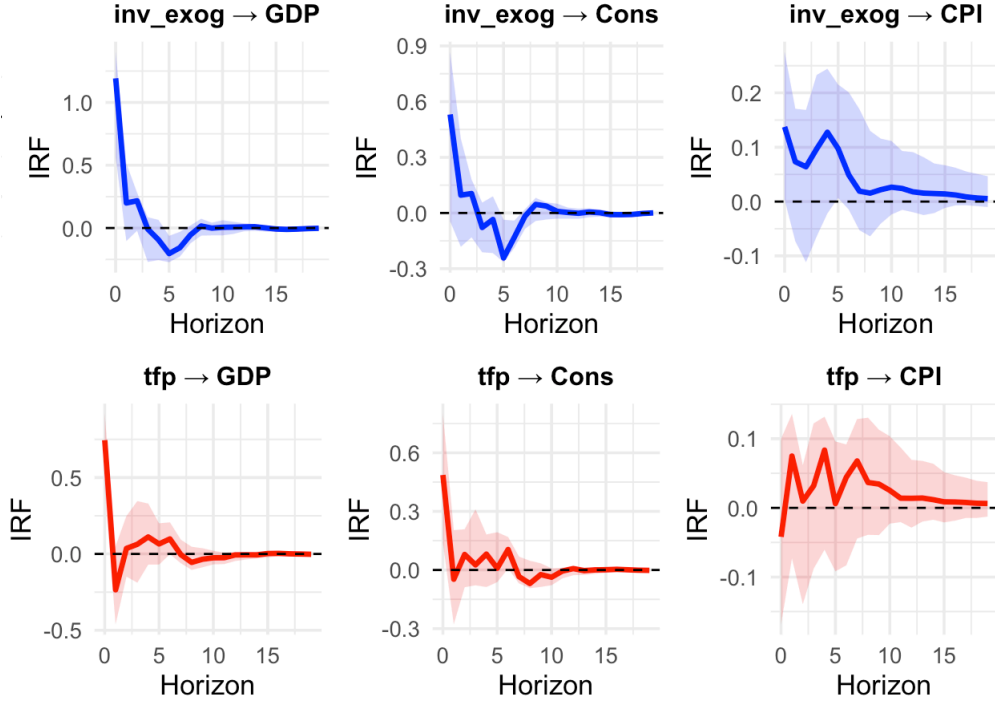 inv_exog → GDP
IRF
1.0
0.5
0.0
0
5
10
15
Horizon
inv_exog → Cons
IRF
0.9
0.6
0.3
0.0
-0.3
0
5
10
15
Horizon
inv_exog → CPI
IRF
0.2
0.1
0.0
-0.1
0
5
10
15
Horizon
tfp → GDP
IRF
0.5
0.0
-0.5
0
5
10
15
Horizon
tfp → Cons
IRF
0.6
0.3
0.0
-0.3
0
5
10
15
Horizon
tfp → CPI
IRF
0.1
0.0
-0.1
0
5
10
15
Horizon